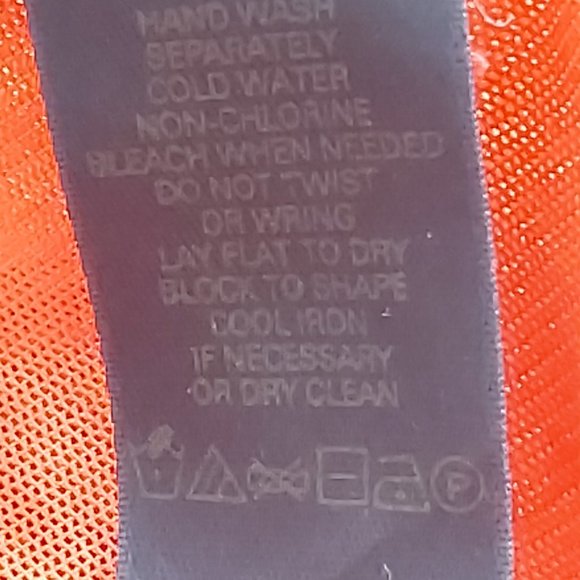 HAND WASH
SEPARATELY
COLD WATER
NON-CHLORINE
BLEACH WHEN NEEDED
DO NOT TWIST
OR WRING
LAY FLAT TO DRY
BLOCK TO SHAPE
COOL IRON
IF NECESSARY
OR DRY CLEAN
P